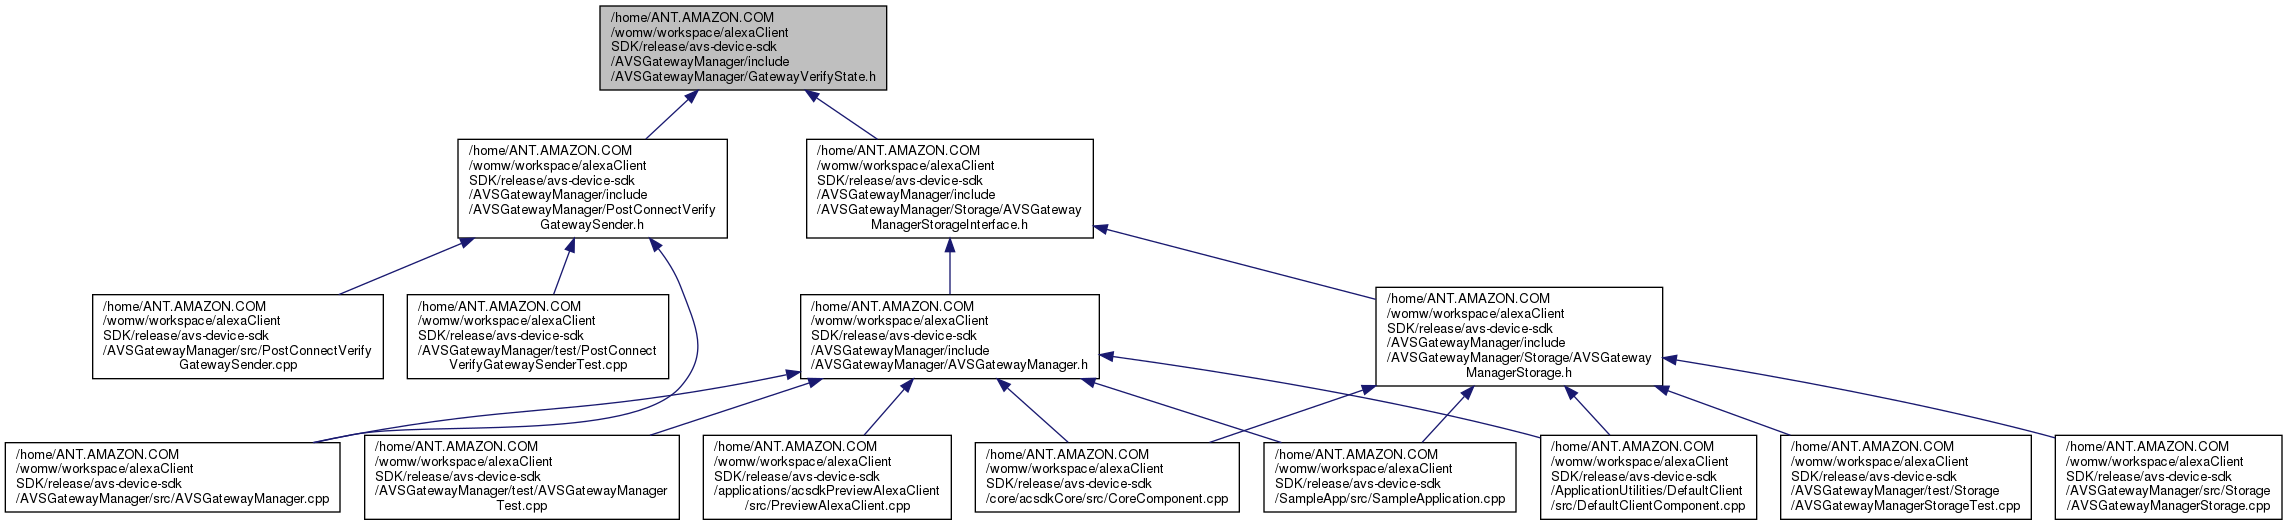 /home/ANT.AMAZON.COM
/womw/workspace/alexaClient
SDK/release/avs-device-sdk
/AVSGatewayManager/include
/AVSGatewayManager/GatewayVerifyState.h
/home/ANT.AMAZON.COM
/womw/workspace/alexaClient
SDK/release/avs-device-sdk
/AVSGatewayManager/include
/AVSGatewayManager/PostConnectVerify
GatewaySender.h
/home/ANT.AMAZON.COM
/womw/workspace/alexaClient
SDK/release/avs-device-sdk
/AVSGatewayManager/include
/AVSGatewayManager/Storage/AVSGateway
ManagerStorageInterface.h
/home/ANT.AMAZON.COM
/womw/workspace/alexaClient
SDK/release/avs-device-sdk
/AVSGatewayManager/src/PostConnectVerify
GatewaySender.cpp
/home/ANT.AMAZON.COM
/womw/workspace/alexaClient
SDK/release/avs-device-sdk
/AVSGatewayManager/test/PostConnect
VerifyGatewaySenderTest.cpp
/home/ANT.AMAZON.COM
/womw/workspace/alexaClient
SDK/release/avs-device-sdk
/AVSGatewayManager/include
/AVSGatewayManager/AVSGatewayManager.h
/home/ANT.AMAZON.COM
/womw/workspace/alexaClient
SDK/release/avs-device-sdk
/AVSGatewayManager/include
/AVSGatewayManager/Storage/AVSGateway
ManagerStorage.h
/home/ANT.AMAZON.COM
/womw/workspace/alexaClient
SDK/release/avs-device-sdk
/AVSGatewayManager/src/AVSGatewayManager.cpp
/home/ANT.AMAZON.COM
/womw/workspace/alexaClient
SDK/release/avs-device-sdk
/AVSGatewayManager/test/AVSGatewayManager
Test.cpp
/home/ANT.AMAZON.COM
/womw/workspace/alexaClient
SDK/release/avs-device-sdk
/applications/acsdkPreviewAlexaClient
/src/PreviewAlexaClient.cpp
/home/ANT.AMAZON.COM
/womw/workspace/alexaClient
SDK/release/avs-device-sdk
/core/acsdkCore/src/CoreComponent.cpp
/home/ANT.AMAZON.COM
/womw/workspace/alexaClient
SDK/release/avs-device-sdk
/SampleApp/src/SampleApplication.cpp
/home/ANT.AMAZON.COM
/womw/workspace/alexaClient
SDK/release/avs-device-sdk
/ApplicationUtilities/DefaultClient
/src/DefaultClientComponent.cpp
/home/ANT.AMAZON.COM
/womw/workspace/alexaClient
SDK/release/avs-device-sdk
/AVSGatewayManager/test/Storage
/AVSGatewayManagerStorageTest.cpp
/home/ANT.AMAZON.COM
/womw/workspace/alexaClient
SDK/release/avs-device-sdk
/AVSGatewayManager/src/Storage
/AVSGatewayManagerStorage.cpp